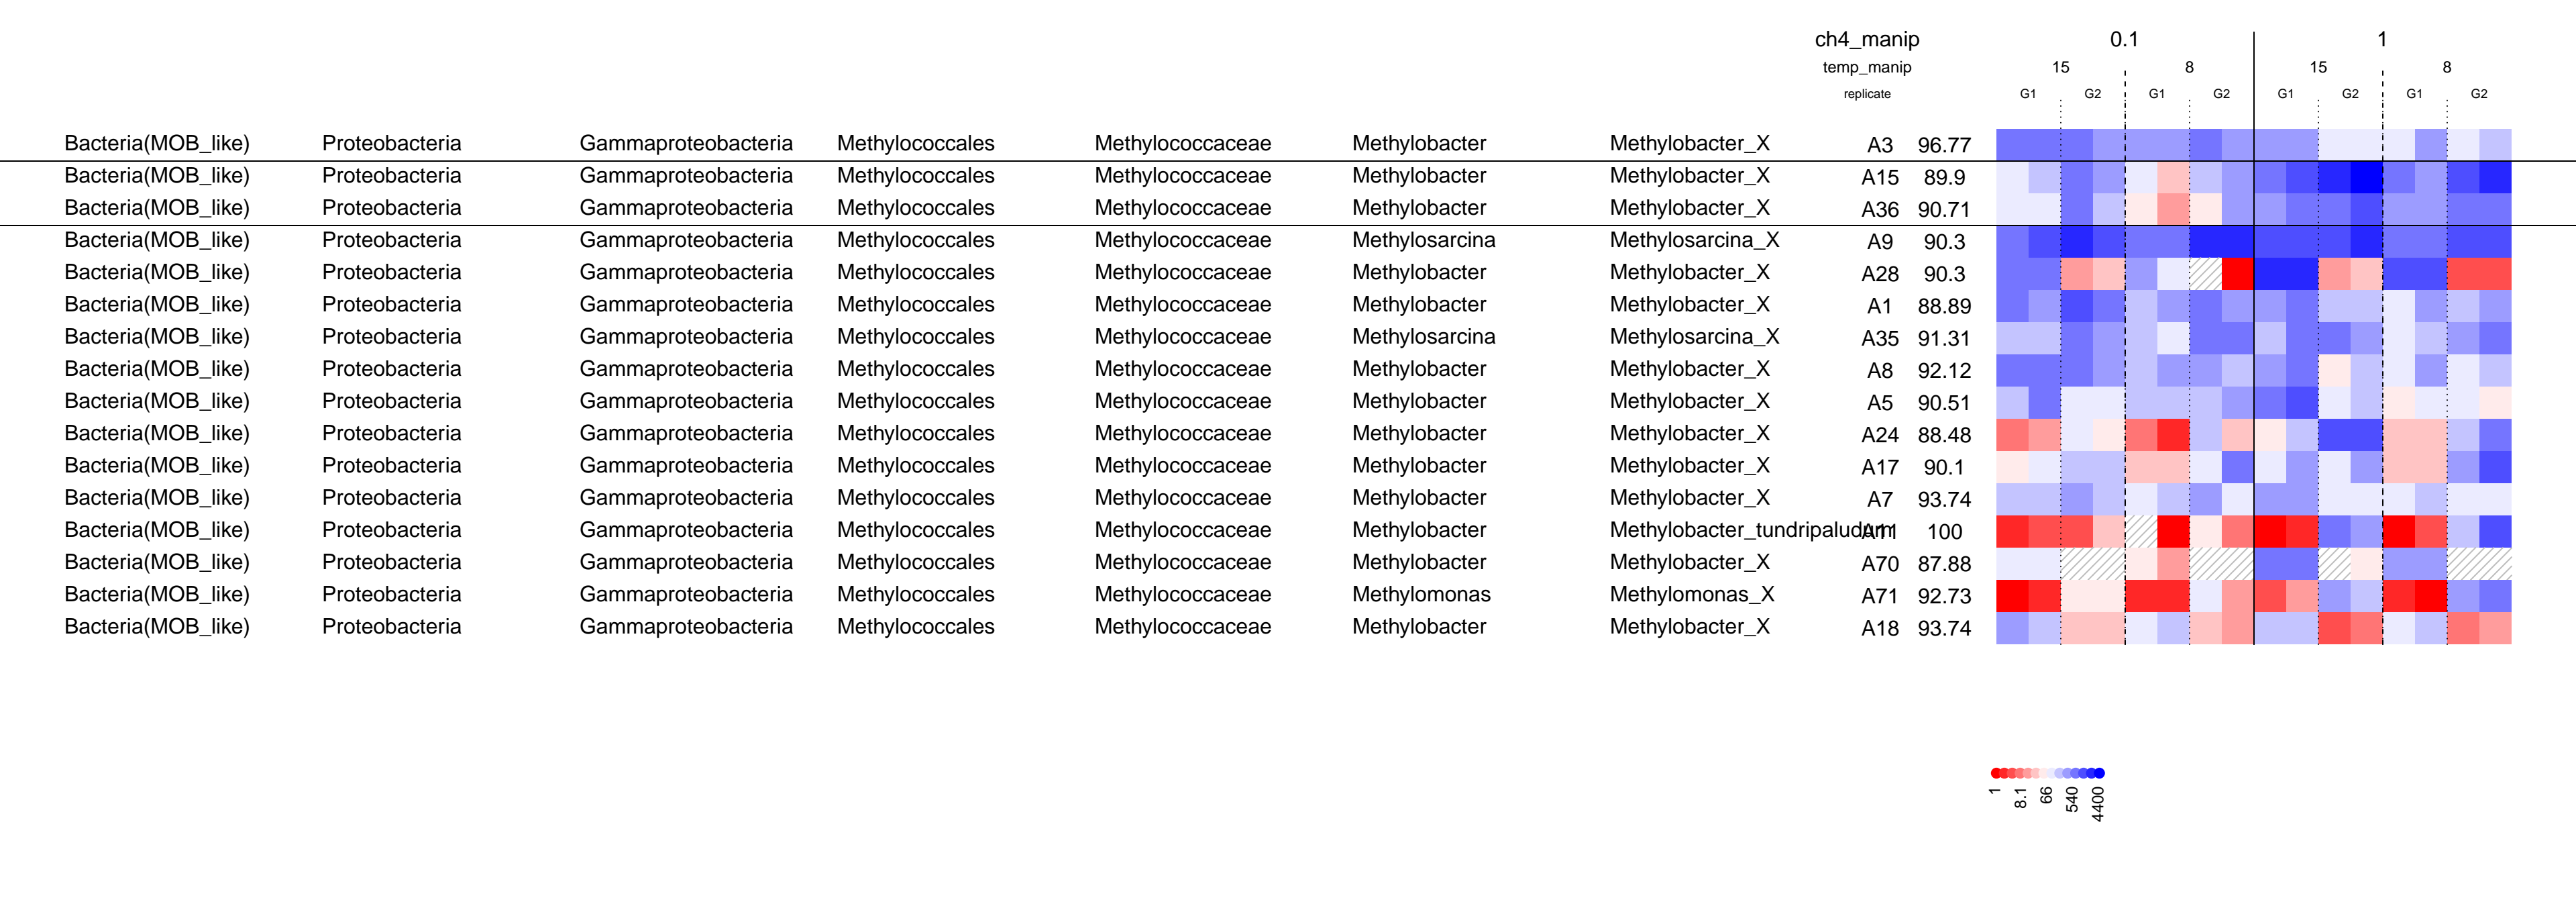 ch4_manip 0.1 1
temp_manip 15 8 15 8
replicate G1 G2 G1 G2 G1 G2 G1 G2
Bacteria(MOB_like) Proteobacteria Gammaproteobacteria Methylococcales Methylococcaceae Methylobacter Methylobacter_X A3 96.77
Bacteria(MOB_like) Proteobacteria Gammaproteobacteria Methylococcales Methylococcaceae Methylobacter Methylobacter_X A15 89.9
Bacteria(MOB_like) Proteobacteria Gammaproteobacteria Methylococcales Methylococcaceae Methylobacter Methylobacter_X A36 90.71
Bacteria(MOB_like) Proteobacteria Gammaproteobacteria Methylococcales Methylococcaceae Methylosarcina Methylosarcina_X A9 90.3
Bacteria(MOB_like) Proteobacteria Gammaproteobacteria Methylococcales Methylococcaceae Methylobacter Methylobacter_X A28 90.3
Bacteria(MOB_like) Proteobacteria Gammaproteobacteria Methylococcales Methylococcaceae Methylobacter Methylobacter_X A1 88.89
Bacteria(MOB_like) Proteobacteria Gammaproteobacteria Methylococcales Methylococcaceae Methylosarcina Methylosarcina_X A35 91.31
Bacteria(MOB_like) Proteobacteria Gammaproteobacteria Methylococcales Methylococcaceae Methylobacter Methylobacter_X A8 92.12
Bacteria(MOB_like) Proteobacteria Gammaproteobacteria Methylococcales Methylococcaceae Methylobacter Methylobacter_X A5 90.51
Bacteria(MOB_like) Proteobacteria Gammaproteobacteria Methylococcales Methylococcaceae Methylobacter Methylobacter_X A24 88.48
Bacteria(MOB_like) Proteobacteria Gammaproteobacteria Methylococcales Methylococcaceae Methylobacter Methylobacter_X A17 90.1
Bacteria(MOB_like) Proteobacteria Gammaproteobacteria Methylococcales Methylococcaceae Methylobacter Methylobacter_X A7 93.74
Bacteria(MOB_like) Proteobacteria Gammaproteobacteria Methylococcales Methylococcaceae Methylobacter Methylobacter_tundripaludum A11 100
Bacteria(MOB_like) Proteobacteria Gammaproteobacteria Methylococcales Methylococcaceae Methylobacter Methylobacter_X A70 87.88
Bacteria(MOB_like) Proteobacteria Gammaproteobacteria Methylococcales Methylococcaceae Methylomonas Methylomonas_X A71 92.73
Bacteria(MOB_like) Proteobacteria Gammaproteobacteria Methylococcales Methylococcaceae Methylobacter Methylobacter_X A18 93.74
1 8.1 66 540 4400